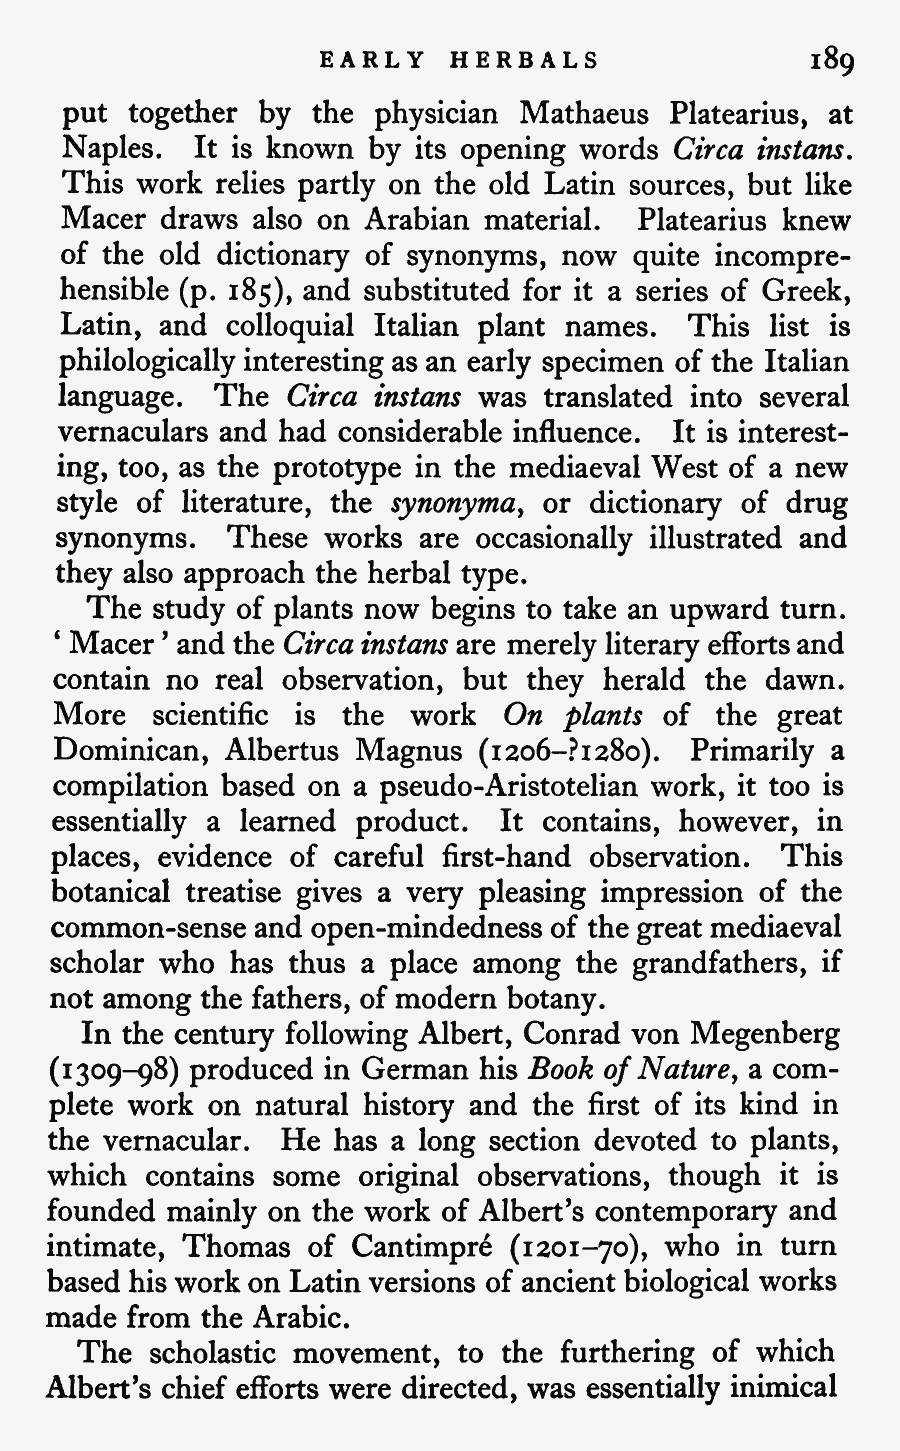 EARLY HERBALS 189
put together by the physician Mathaeus Platearius, at
Naples. It is known by its opening words Circa instans.
This work relies partly on the old Latin sources, but like
Macer draws also on Arabian material. Platearius knew
of the old dictionary of synonyms, now quite incompre-
hensible (p. 185), and substituted for it a series of Greek,
Latin, and colloquial Italian plant names. This list is
philologically interesting as an early specimen of the Italian
language. The Circa instans was translated into several
vernaculars and had considerable influence. It is interest-
ing, too, as the prototype in the mediaeval West of a new
style of literature, the synonyma, or dictionary of drug
synonyms. These works are occasionally illustrated and
they also approach the herbal type.
The study of plants now begins to take an upward turn.
‘ Macer ’ and the Circa instans are merely literary efforts and
contain no real observation, but they herald the dawn.
More scientific is the work On plants of the great
Dominican, Albertus Magnus (1206–?1280). Primarily a
compilation based on a pseudo-Aristotelian work, it too is
essentially a learned product. It contains, however, in
places, evidence of careful first-hand observation. This
botanical treatise gives a very pleasing impression of the
common-sense and open-mindedness of the great mediaeval
scholar who has thus a place among the grandfathers, if
not among the fathers, of modern botany.
In the century following Albert, Conrad von Megenberg
(1309–98) produced in German his Book of Nature, a com-
plete work on natural history and the first of its kind in
the vernacular. He has a long section devoted to plants,
which contains some original observations, though it is
founded mainly on the work of Albert’s contemporary and
intimate, Thomas of Cantimpré (1201–70), who in turn
based his work on Latin versions of ancient biological works
made from the Arabic.
The scholastic movement, to the furthering of which
Albert’s chief efforts were directed, was essentially inimical